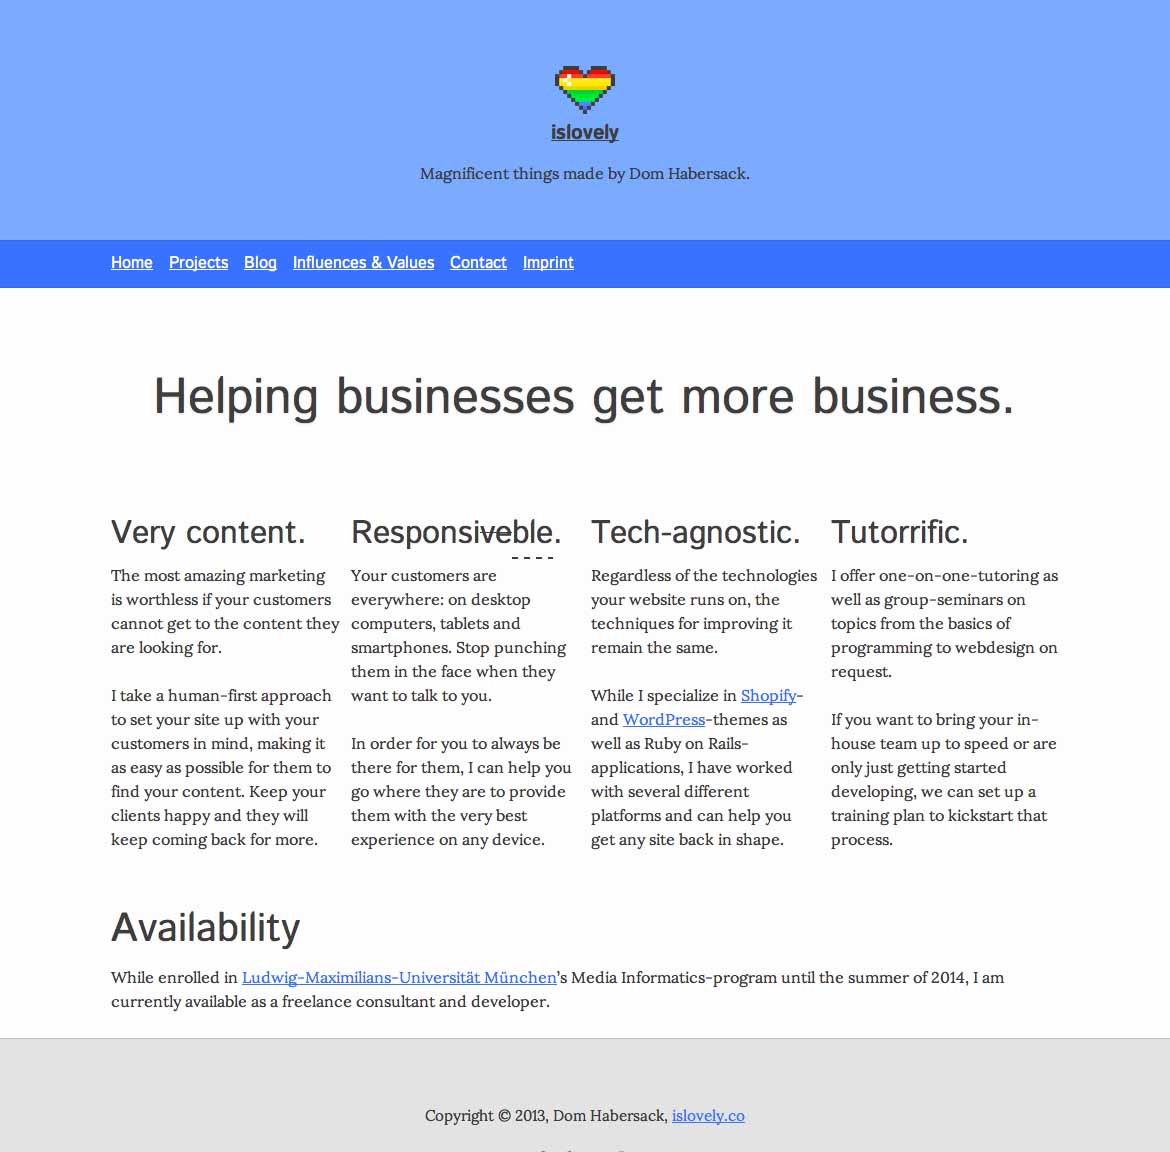 islovely
Magnificent things made by Dom Habersack.
Home Projects Blog Influences & Values Contact Imprint
Helping businesses get more business.
Very content.
The most amazing marketing
is worthless if your customers
cannot get to the content they
are looking for.
I take a human-first approach
to set your site up with your
customers in mind, making it
as easy as possible for them to
find your content. Keep your
clients happy and they will
keep coming back for more.
Responsiveble.
Your customers are
everywhere: on desktop
computers, tablets and
smartphones. Stop punching
them in the face when they
want to talk to you.
In order for you to always be
there for them, I can help you
go where they are to provide
them with the very best
experience on any device.
Tech-agnostic.
Regardless of the technologies
your website runs on, the
techniques for improving it
remain the same.
While I specialize in Shopify-
and WordPress-themes as
well as Ruby on Rails-
applications, I have worked
with several different
platforms and can help you
get any site back in shape.
Tutorrific.
I offer one-on-one-tutoring as
well as group-seminars on
topics from the basics of
programming to webdesign on
request.
If you want to bring your in-
house team up to speed or are
only just getting started
developing, we can set up a
training plan to kickstart that
process.
Availability
While enrolled in Ludwig-Maximilians-Universität München’s Media Informatics-program until the summer of 2014, I am
currently available as a freelance consultant and developer.
Copyright © 2013, Dom Habersack, islovely.co